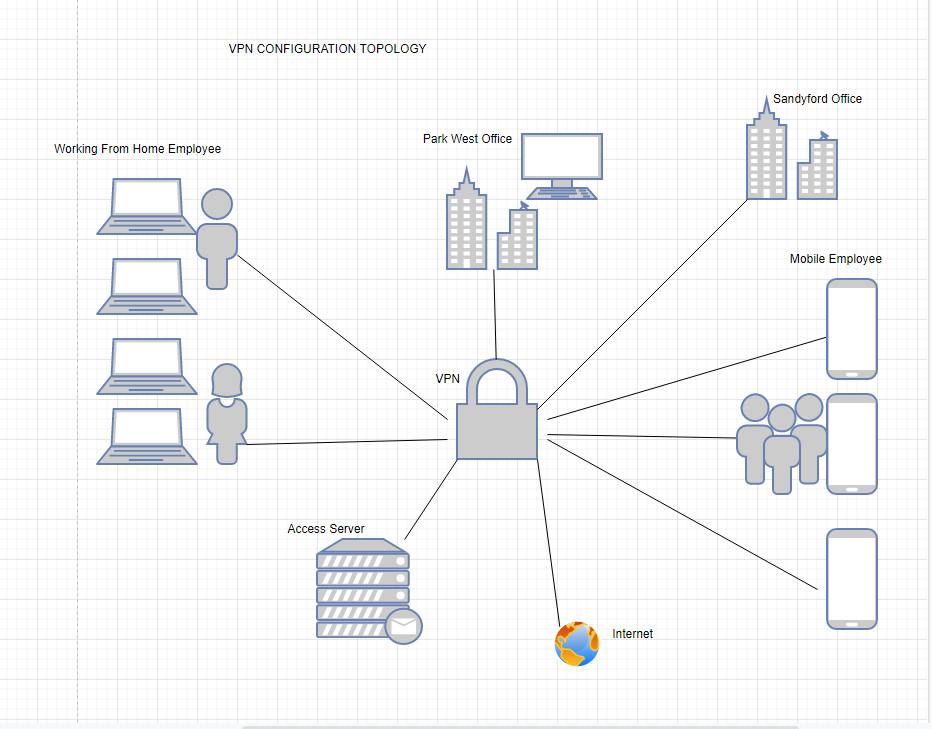 VPN CONFIGURATION TOPOLOGY
Sandyford Office
Park West Office
Working From Home Employee
Mobile Employee
VPN
Access Server
Internet